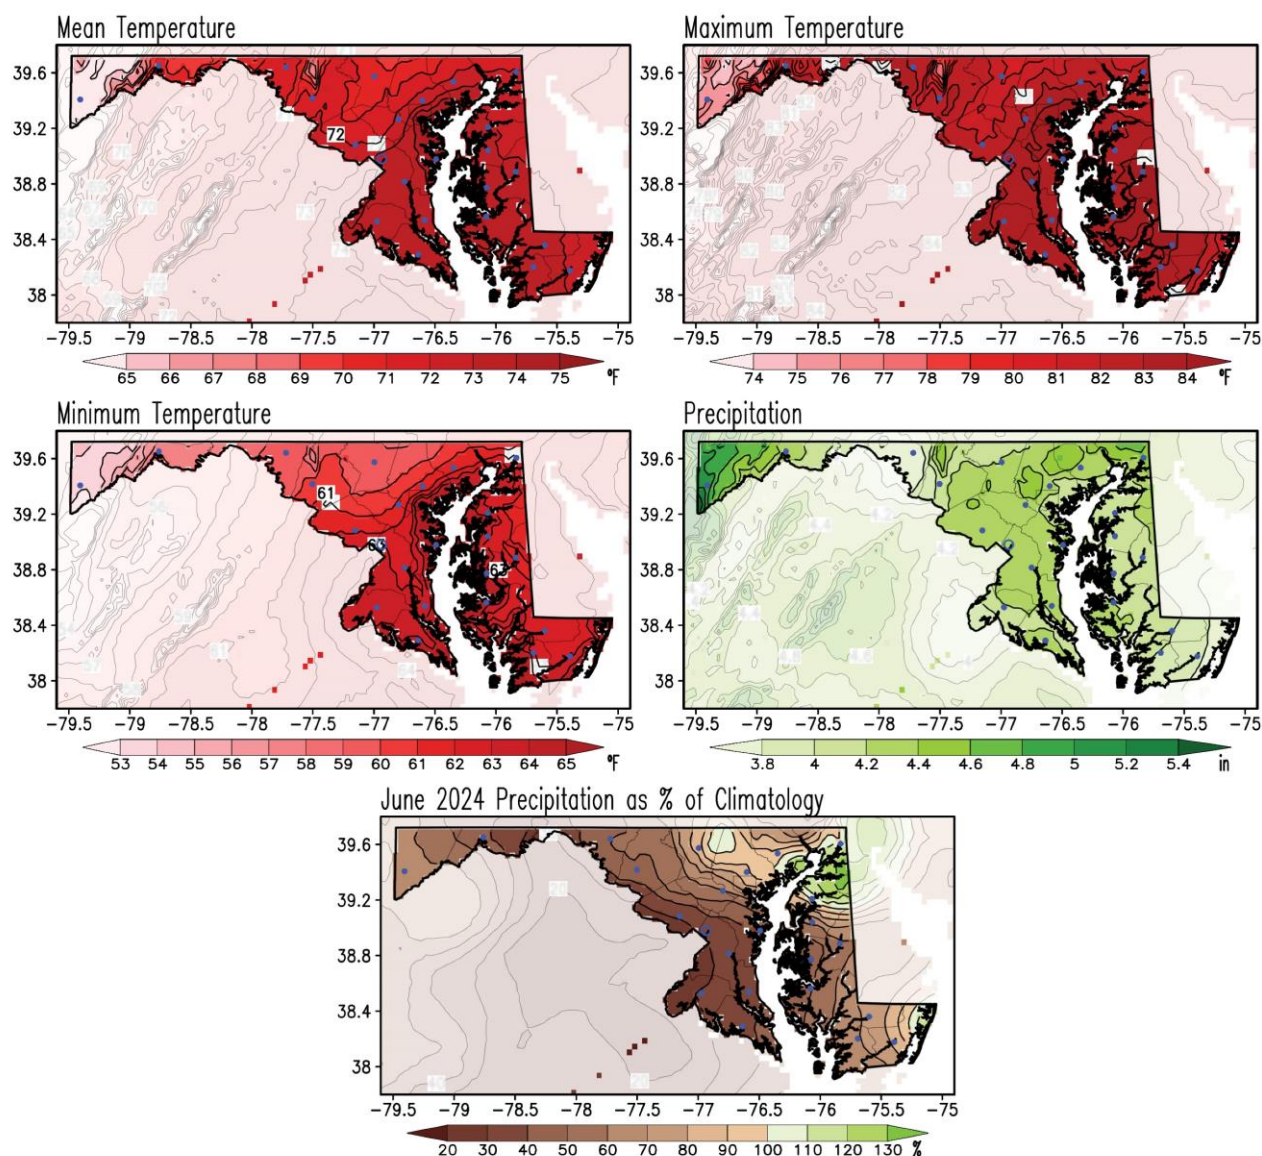 Mean Temperature
Maximum Temperature
39.6
39.2
38.8
38.4
38
72
−79.5 −79 −78.5 −78 −77.5 −77 −76.5 −76 −75.5 −75
65 66 67 68 69 70 71 72 73 74 75 °F
39.6
39.2
38.8
38.4
38
−79.5 −79 −78.5 −78 −77.5 −77 −76.5 −76 −75.5 −75
74 75 76 77 78 79 80 81 82 83 84 °F
Minimum Temperature
Precipitation
39.6
39.2
38.8
38.4
38
61
63
−79.5 −79 −78.5 −78 −77.5 −77 −76.5 −76 −75.5 −75
53 54 55 56 57 58 59 60 61 62 63 64 65 °F
39.6
39.2
38.8
38.4
38
4.4
4.2
−79.5 −79 −78.5 −78 −77.5 −77 −76.5 −76 −75.5 −75
3.8 4 4.2 4.4 4.6 4.8 5 5.2 5.4 in
June 2024 Precipitation as % of Climatology
39.6
39.2
38.8
38.4
38
20
−79.5 −79 −78.5 −78 −77.5 −77 −76.5 −76 −75.5 −75
20 30 40 50 60 70 80 90 100 110 120 130 %